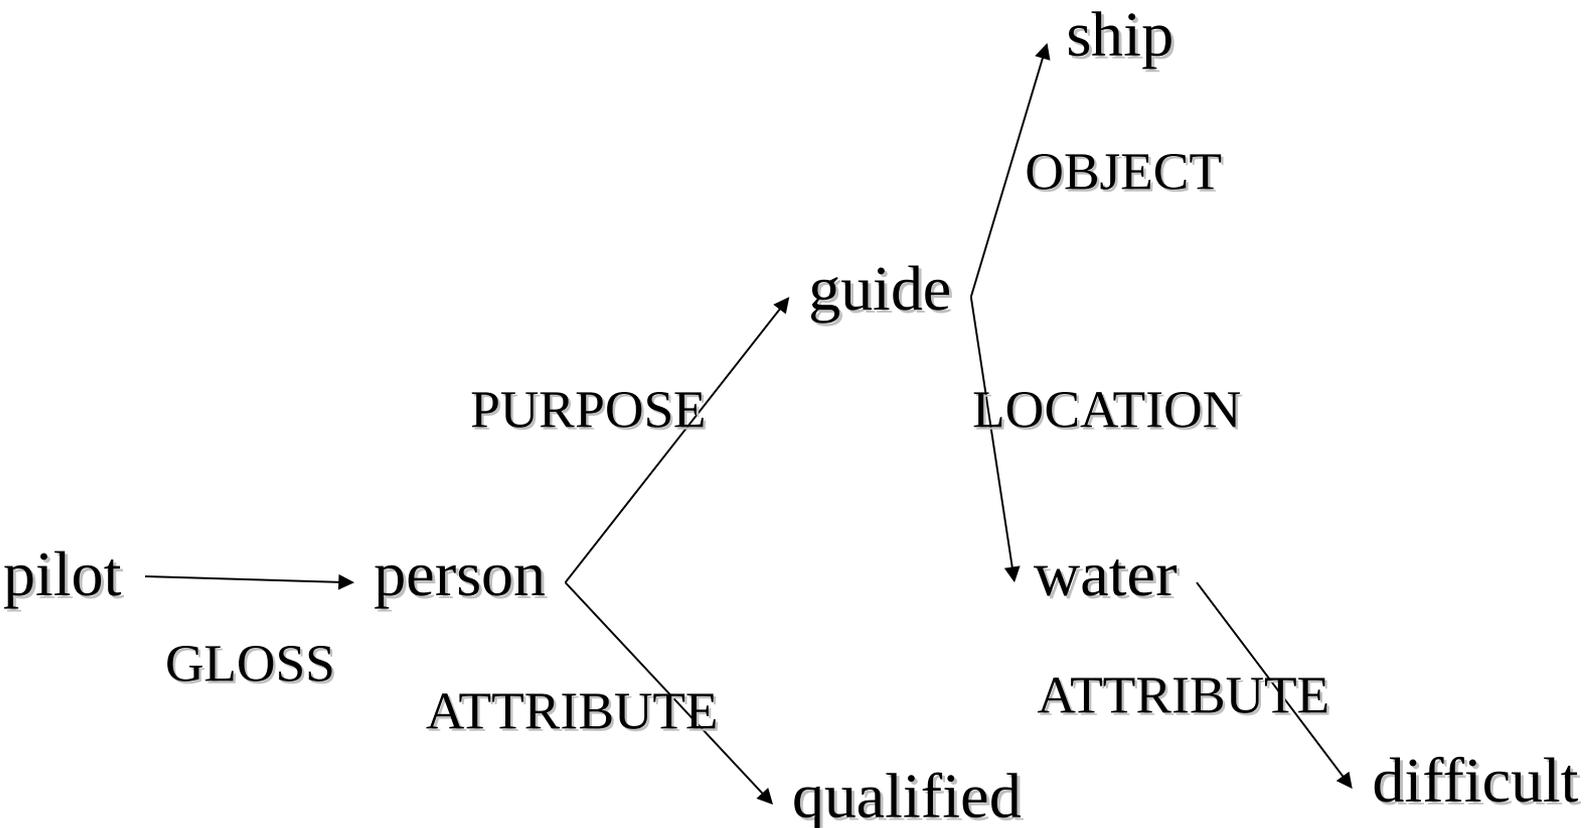 ship
OBJECT
guide
PURPOSE
LOCATION
pilot
person
water
GLOSS
ATTRIBUTE
ATTRIBUTE
qualified
difficult